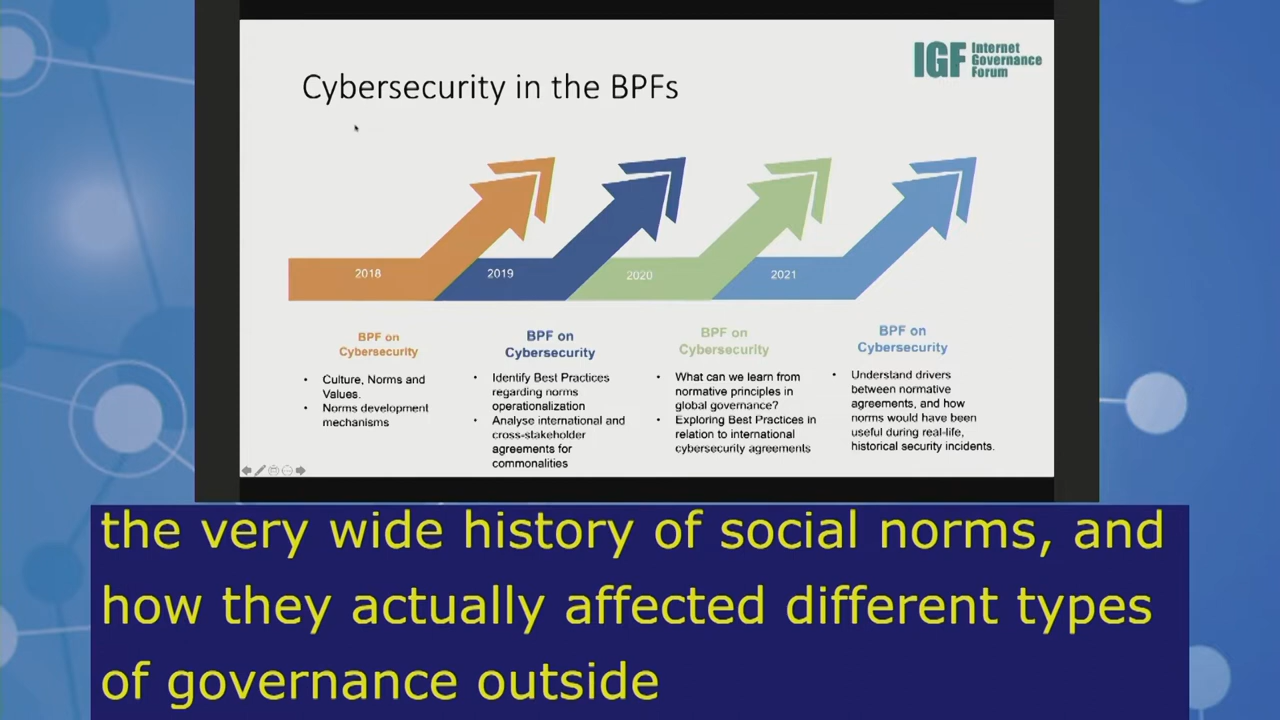 IGF Internet
Governance
Forum
Cybersecurity in the BPFs
2018
2019
2020
2021
BPF on
Cybersecurity
• Culture, Norms and
Values.
• Norms development
mechanisms
BPF on
Cybersecurity
• Identify Best Practices
regarding norms
operationalization
• Analyse international and
cross-stakeholder
agreements for
commonalities
BPF on
Cybersecurity
• What can we learn from
normative principles in
global governance?
• Exploring Best Practices in
relation to international
cybersecurity agreements
BPF on
Cybersecurity
• Understand drivers
between normative
agreements, and how
norms would have been
useful during real-life,
historical security incidents.
the very wide history of social norms, and
how they actually affected different types
of governance outside